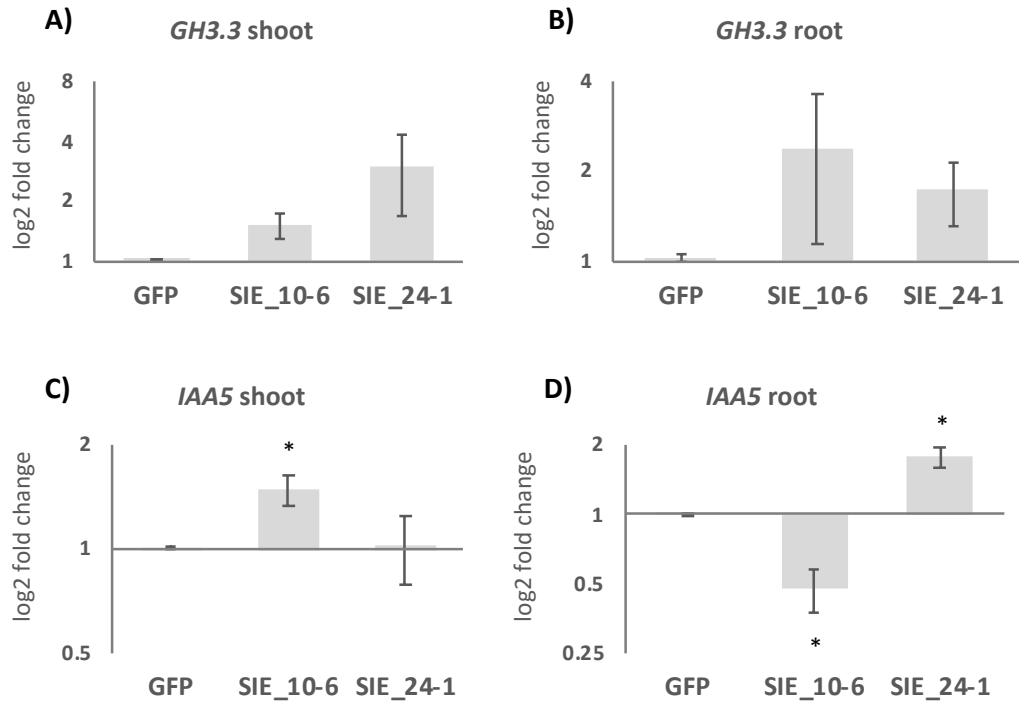 A)
GH3.3 shoot
log2 fold change
8
4
2
1
GFP SIE_10-6 SIE_24-1
B)
GH3.3 root
log2 fold change
4
2
1
GFP SIE_10-6 SIE_24-1
C)
IAA5 shoot
log2 fold change
2
1
0.5
*
GFP SIE_10-6 SIE_24-1
D)
IAA5 root
log2 fold change
2
1
0.5
0.25
*
*
GFP SIE_10-6 SIE_24-1